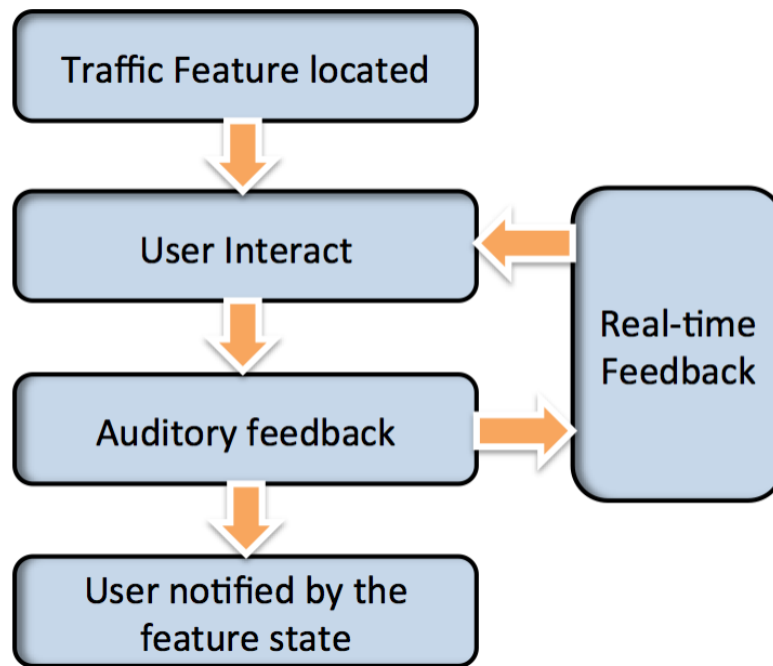 Traffic Feature located
User Interact
Real-time
Feedback
Auditory feedback
User notified by the
feature state